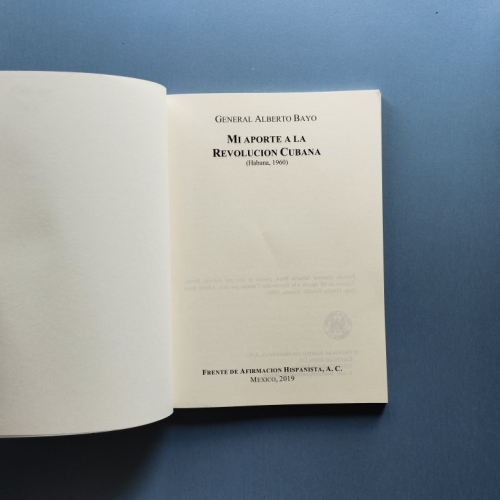 GENERAL ALBERTO BAYO
MI APORTE A LA
REVOLUCION CUBANA
(Habana, 1960)
FRENTE DE AFIRMACION HISPANISTA, A. C.
MEXICO, 2019